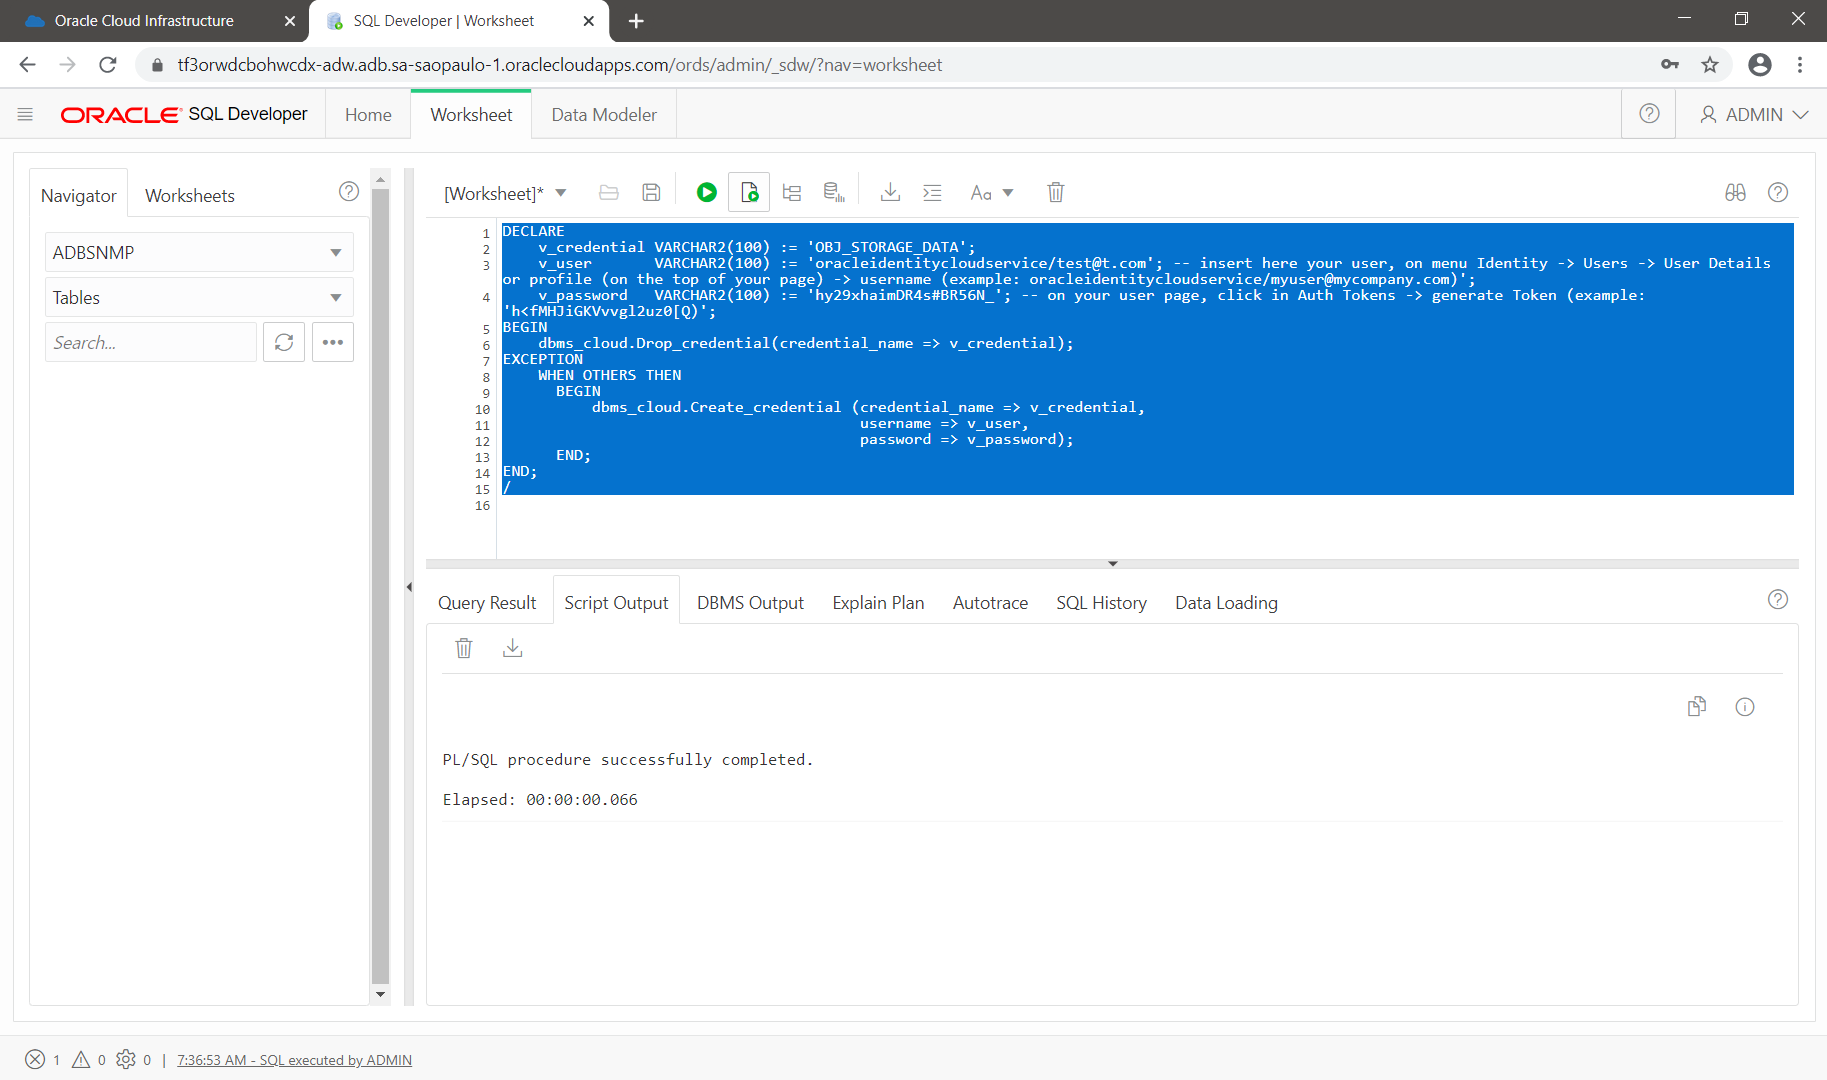 Oracle Cloud Infrastructure
SQL Developer | Worksheet
tf3orwdcbohwcdx-adw.adb.sa-saopaulo-1.oraclecloudapps.com/ords/admin/_sdw/?nav=worksheet
ORACLE SQL Developer
Home
Worksheet
Data Modeler
ADMIN
Navigator
Worksheets
ADBSNMP
Tables
Search...
[Worksheet]*
Aa
1 DECLARE
2 v_credential VARCHAR2(100) := 'OBJ_STORAGE_DATA';
3 v_user VARCHAR2(100) := 'oracleidentitycloudservice/test@t.com'; -- insert here your user, on menu Identity -> Users -> User Details
or profile (on the top of your page) -> username (example: oracleidentitycloudservice/myuser@mycompany.com)';
4 v_password VARCHAR2(100) := 'hy29xhaimDR4s#BR56N_'; -- on your user page, click in Auth Tokens -> generate Token (example:
'h<fMHJiGKVvvgl2uz0[Q)';
5 BEGIN
6 dbms_cloud.Drop_credential(credential_name => v_credential);
7 EXCEPTION
8 WHEN OTHERS THEN
9 BEGIN
10 dbms_cloud.Create_credential (credential_name => v_credential,
11 username => v_user,
12 password => v_password);
13 END;
14 END;
15 /
16
Query Result
Script Output
DBMS Output
Explain Plan
Autotrace
SQL History
Data Loading
PL/SQL procedure successfully completed.
Elapsed: 00:00:00.066
1 0 0 | 7:36:53 AM - SQL executed by ADMIN